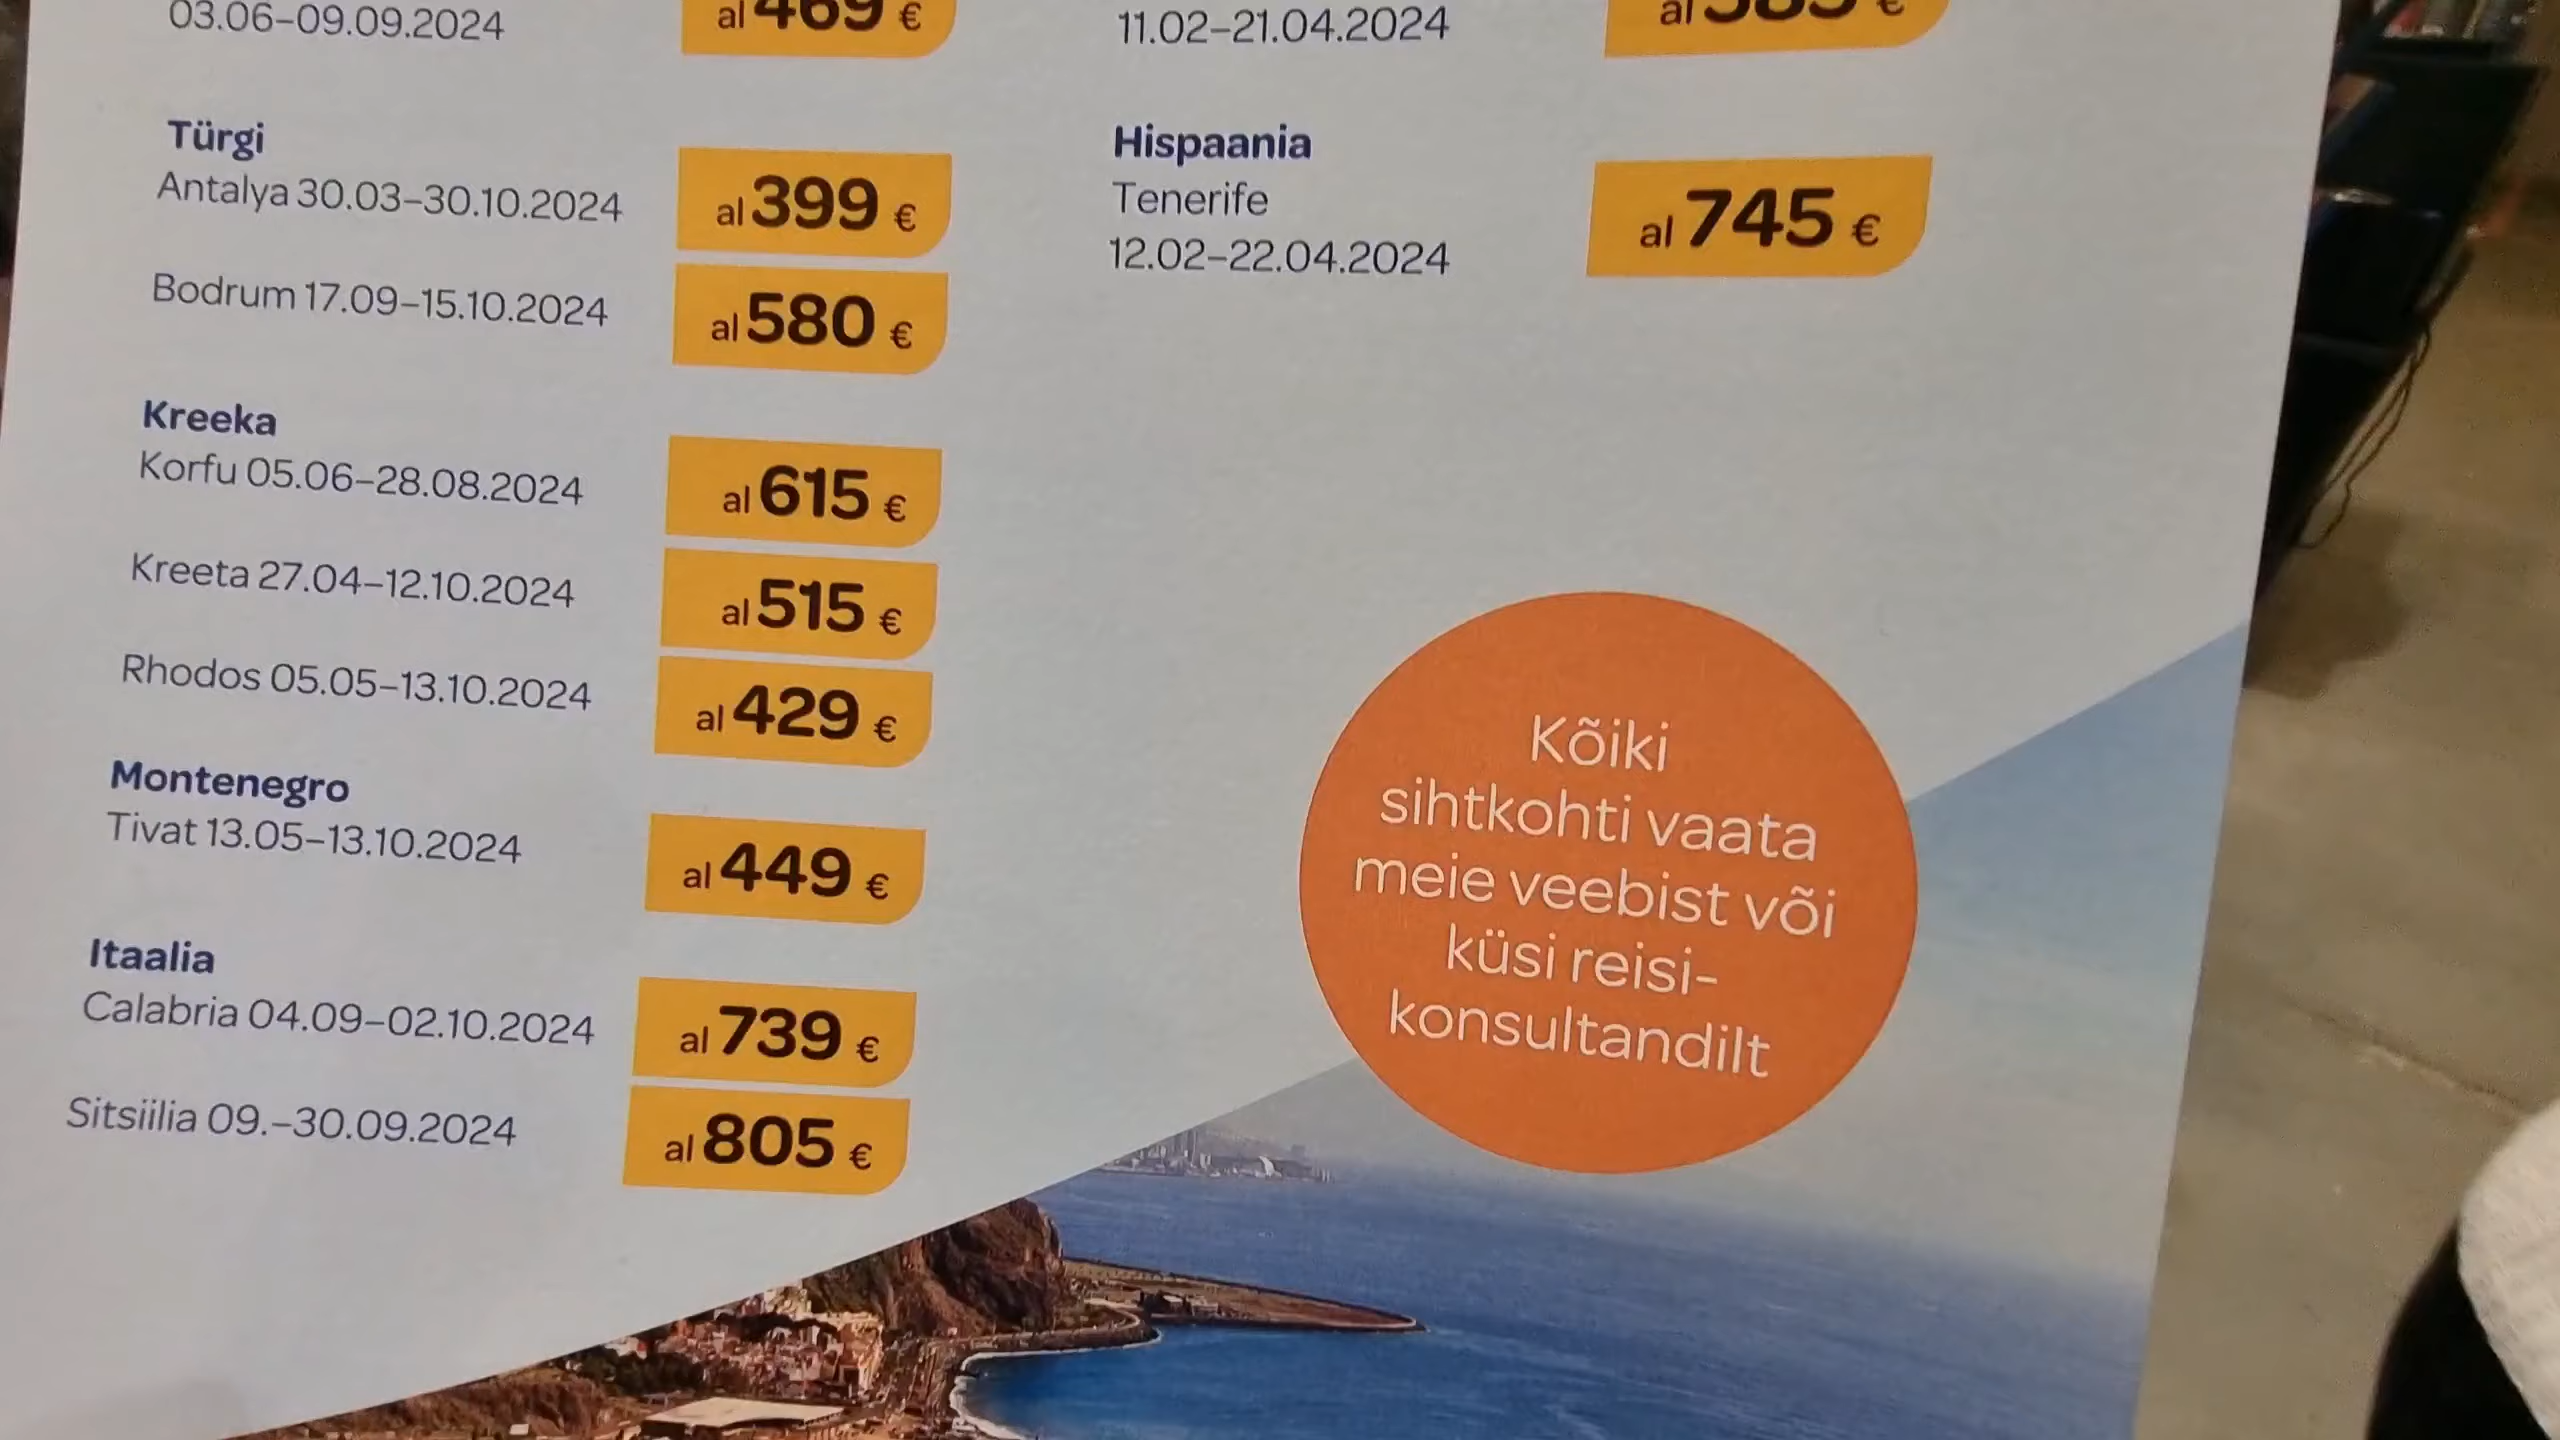 03.06–09.09.2024
al 469 €
Türgi
Antalya 30.03–30.10.2024
al 399 €
Bodrum 17.09–15.10.2024
al 580 €
Kreeka
Korfu 05.06–28.08.2024
al 615 €
Kreeta 27.04–12.10.2024
al 515 €
Rhodos 05.05–13.10.2024
al 429 €
Montenegro
Tivat 13.05–13.10.2024
al 449 €
Itaalia
Calabria 04.09–02.10.2024
al 739 €
Sitsiilia 09.–30.09.2024
al 805 €
11.02–21.04.2024
al €
Hispaania
Tenerife
12.02–22.04.2024
al 745 €
Kõiki
sihtkohti vaata
meie veebist või
küsi reisi-
konsultandilt